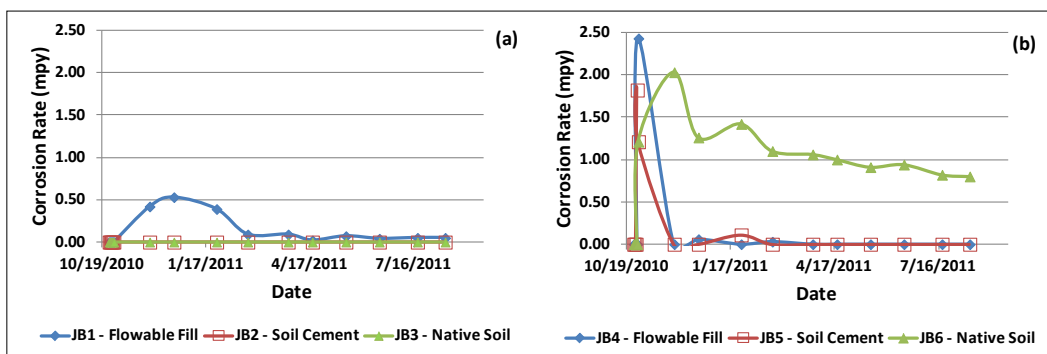 (a)
Corrosion Rate (mpy)
2.50
2.00
1.50
1.00
0.50
0.00
10/19/2010 1/17/2011 4/17/2011 7/16/2011
Date
JB1 - Flowable Fill JB2 - Soil Cement JB3 - Native Soil
(b)
Corrosion Rate (mpy)
2.50
2.00
1.50
1.00
0.50
0.00
10/19/2010 1/17/2011 4/17/2011 7/16/2011
Date
JB4 - Flowable Fill JB5 - Soil Cement JB6 - Native Soil